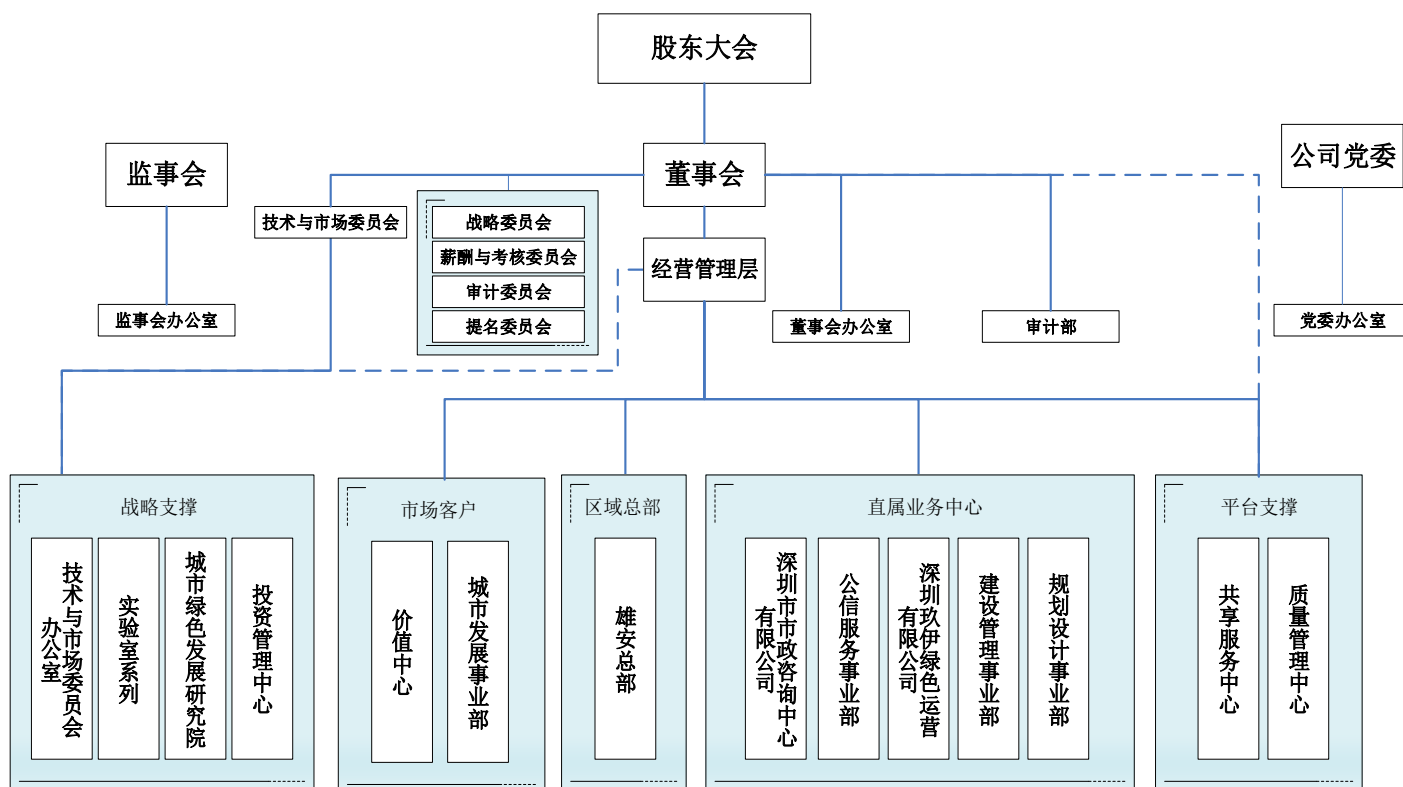 股东大会
监事会
董事会
公司党委
技术与市场委员会
战略委员会
薪酬与考核委员会
审计委员会
提名委员会
经营管理层
监事会办公室
董事会办公室
审计部
党委办公室
战略支撑
技术与市场委员会
办公室
实验室系列
城市绿色发展研究院
投资管理中心
市场客户
价值中心
城市发展事业部
区域总部
雄安总部
直属业务中心
深圳市市政咨询中心
有限公司
公信服务事业部
深圳玖伊绿色运营
有限公司
建设管理事业部
规划设计事业部
平台支撑
共享服务中心
质量管理中心